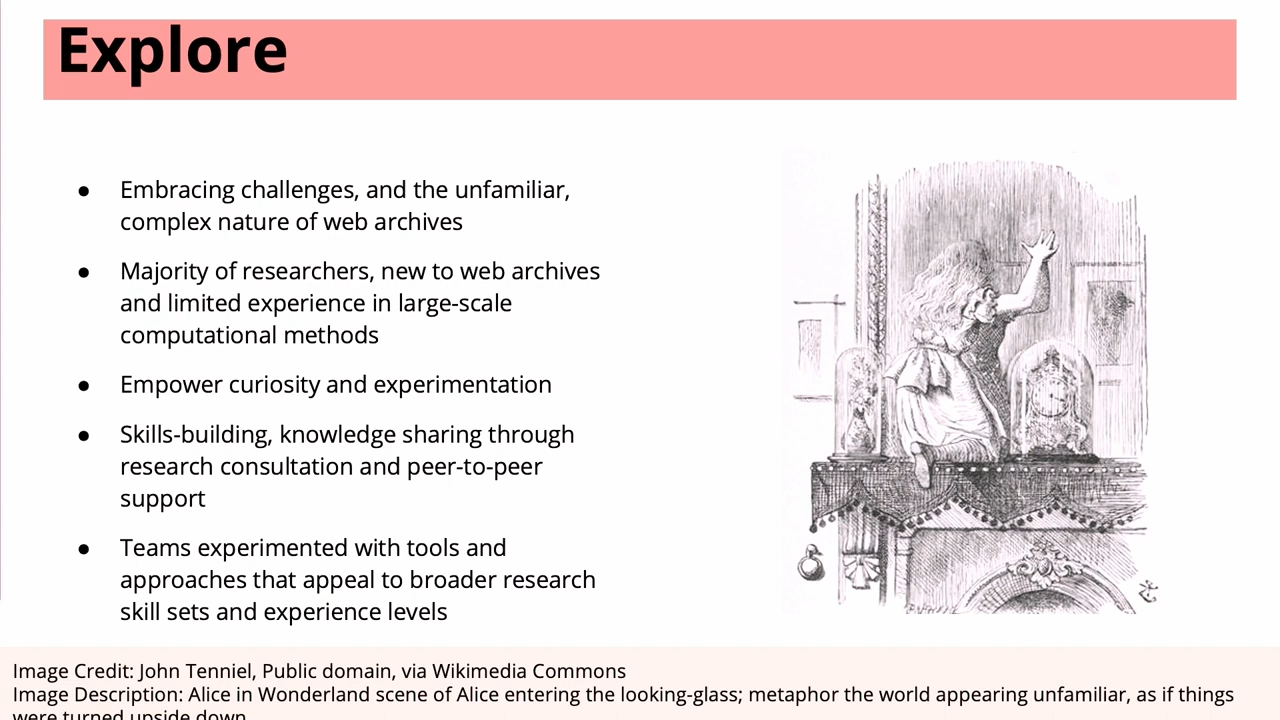 Explore
● Embracing challenges, and the unfamiliar,
complex nature of web archives
● Majority of researchers, new to web archives
and limited experience in large-scale
computational methods
● Empower curiosity and experimentation
● Skills-building, knowledge sharing through
research consultation and peer-to-peer
support
● Teams experimented with tools and
approaches that appeal to broader research
skill sets and experience levels
Image Credit: John Tenniel, Public domain, via Wikimedia Commons
Image Description: Alice in Wonderland scene of Alice entering the looking-glass; metaphor the world appearing unfamiliar, as if things
were turned upside down